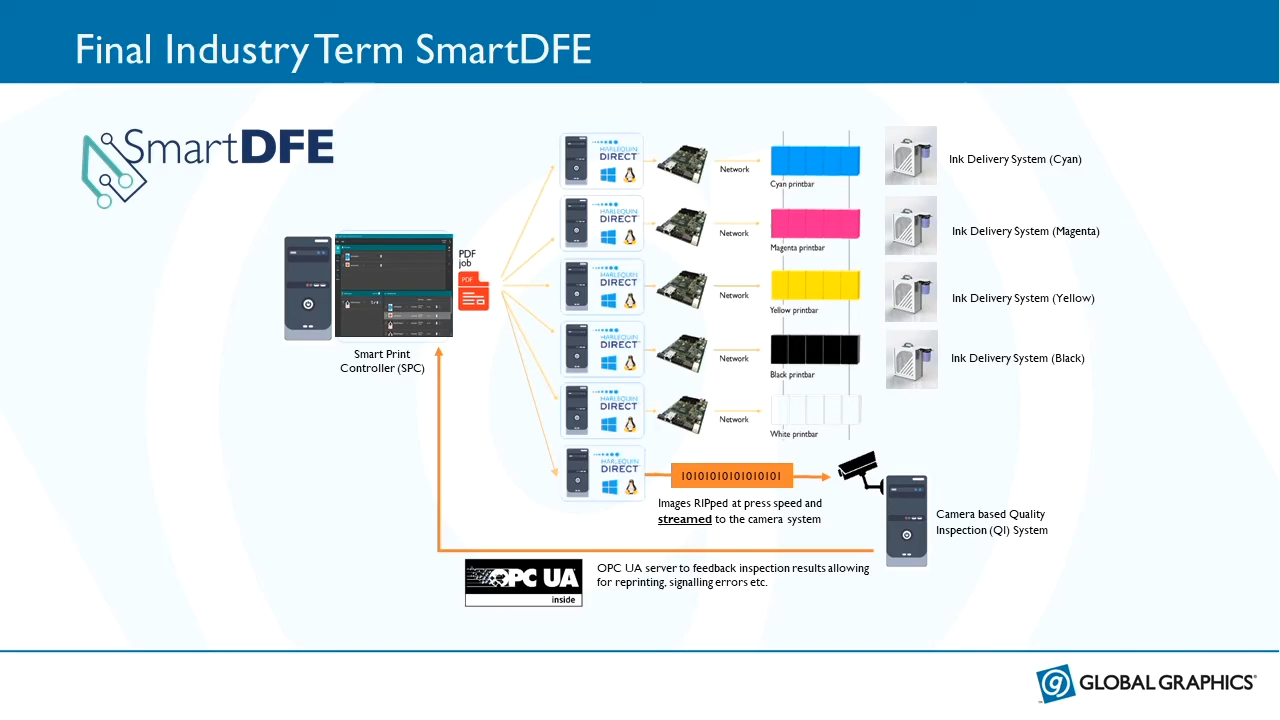 Final Industry Term SmartDFE
SmartDFE
HARLEQUIN
DIRECT
Network
Cyan printbar
Ink Delivery System (Cyan)
HARLEQUIN
DIRECT
Network
Magenta printbar
Ink Delivery System (Magenta)
PDF
job
PDF
HARLEQUIN
DIRECT
Network
Yellow printbar
Ink Delivery System (Yellow)
Smart Print
Controller (SPC)
HARLEQUIN
DIRECT
Network
Black printbar
Ink Delivery System (Black)
HARLEQUIN
DIRECT
Network
White printbar
HARLEQUIN
DIRECT
10101010101010101
Images RIPped at press speed and
streamed to the camera system
Camera based Quality
Inspection (QI) System
OPC UA
inside
OPC UA server to feedback inspection results allowing
for reprinting, signalling errors etc.
g GLOBAL GRAPHICS